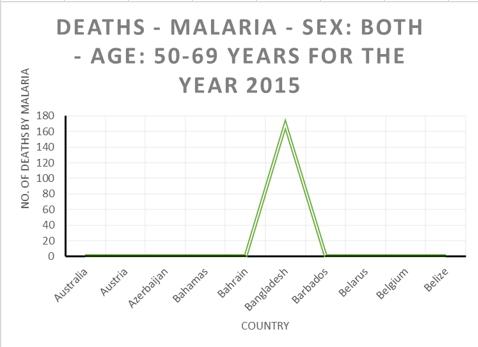 DEATHS - MALARIA - SEX: BOTH
- AGE: 50-69 YEARS FOR THE
YEAR 2015
NO. OF DEATHS BY MALARIA
180
160
140
120
100
80
60
40
20
0
Australia
Austria
Azerbaijan
Bahamas
Bahrain
Bangladesh
Barbados
Belarus
Belgium
Belize
COUNTRY